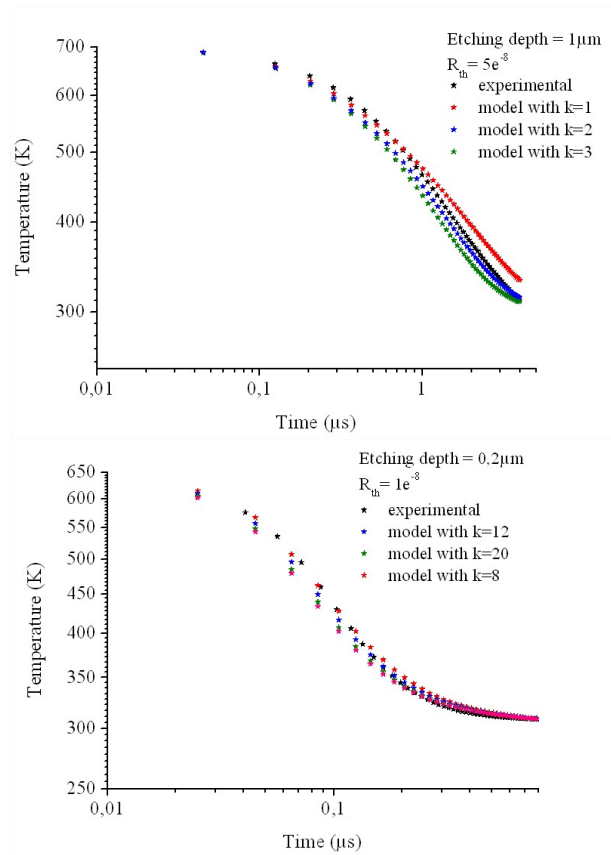 Etching depth = 1µm
R_th= 5e⁻⁸
experimental
model with k=1
model with k=2
model with k=3
700
600
500
400
300
Temperature (K)
0,01
0,1
1
Time (µs)
Etching depth = 0,2µm
R_th= 1e⁻⁸
experimental
model with k=12
model with k=20
model with k=8
650
600
550
500
450
400
350
300
250
Temperature (K)
0,01
0,1
Time (µs)